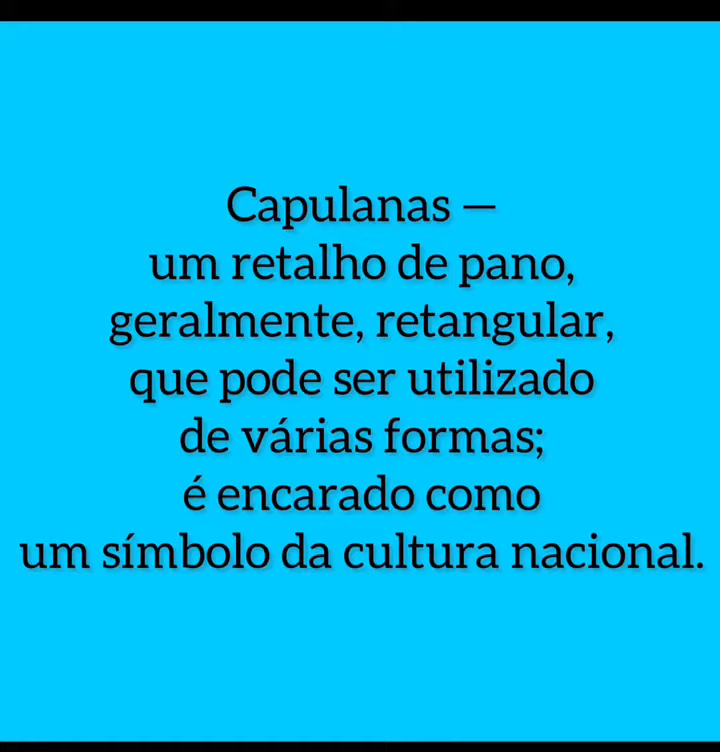 Capulanas —
um retalho de pano,
geralmente, retangular,
que pode ser utilizado
de várias formas;
é encarado como
um símbolo da cultura nacional.